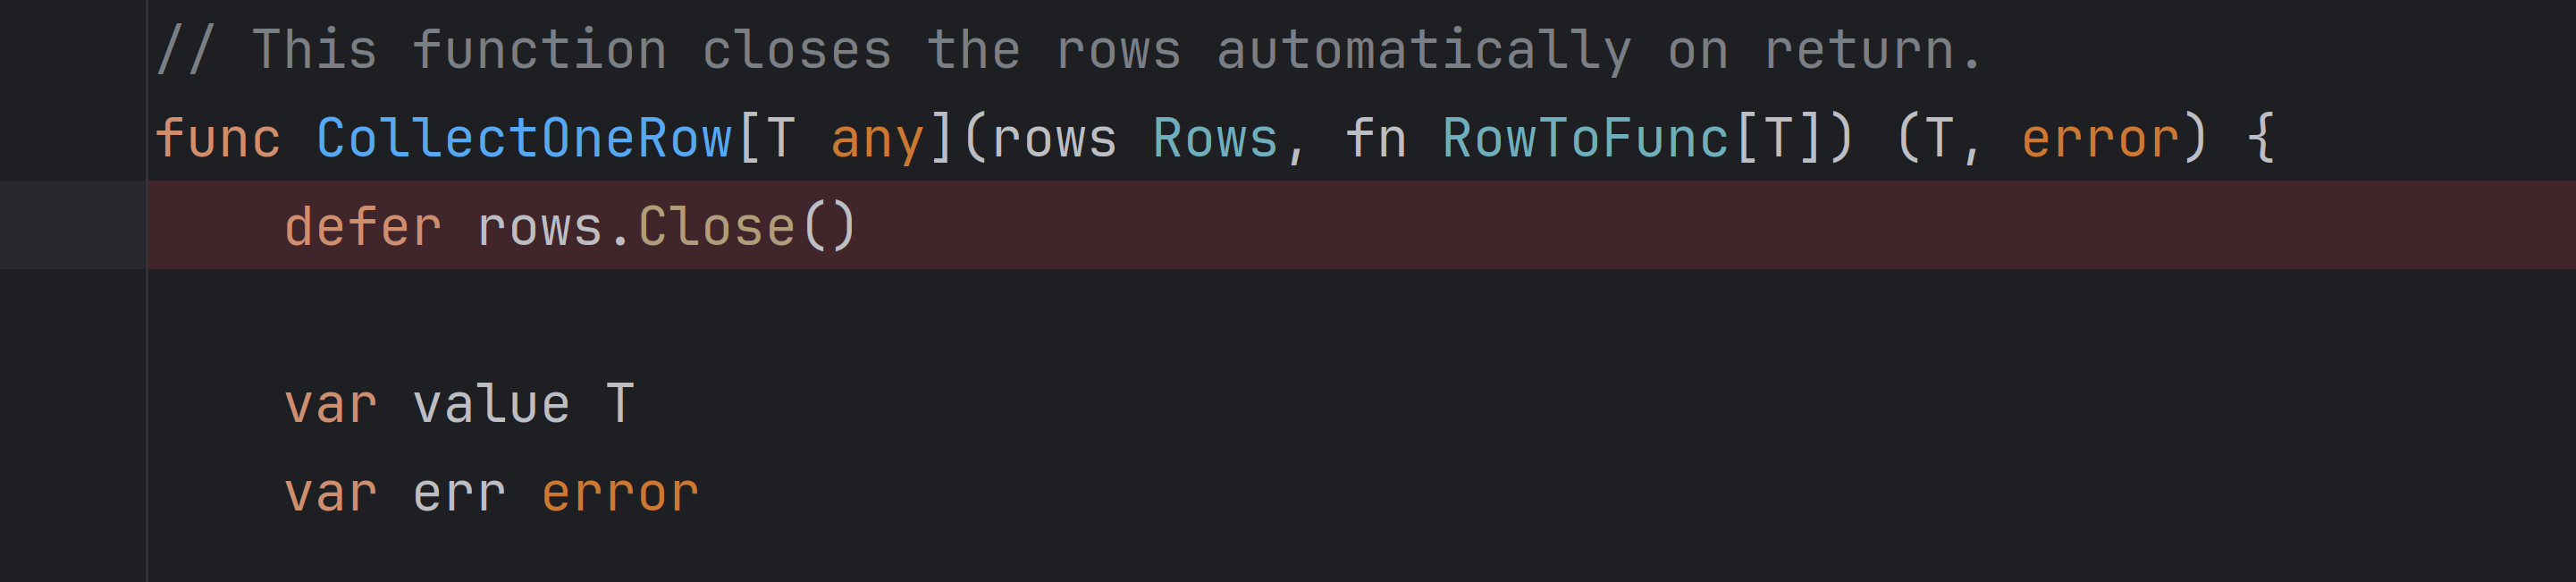 // This function closes the rows automatically on return.
func CollectOneRow[T any](rows Rows, fn RowToFunc[T]) (T, error) {
    defer rows.Close()
    var value T
    var err error